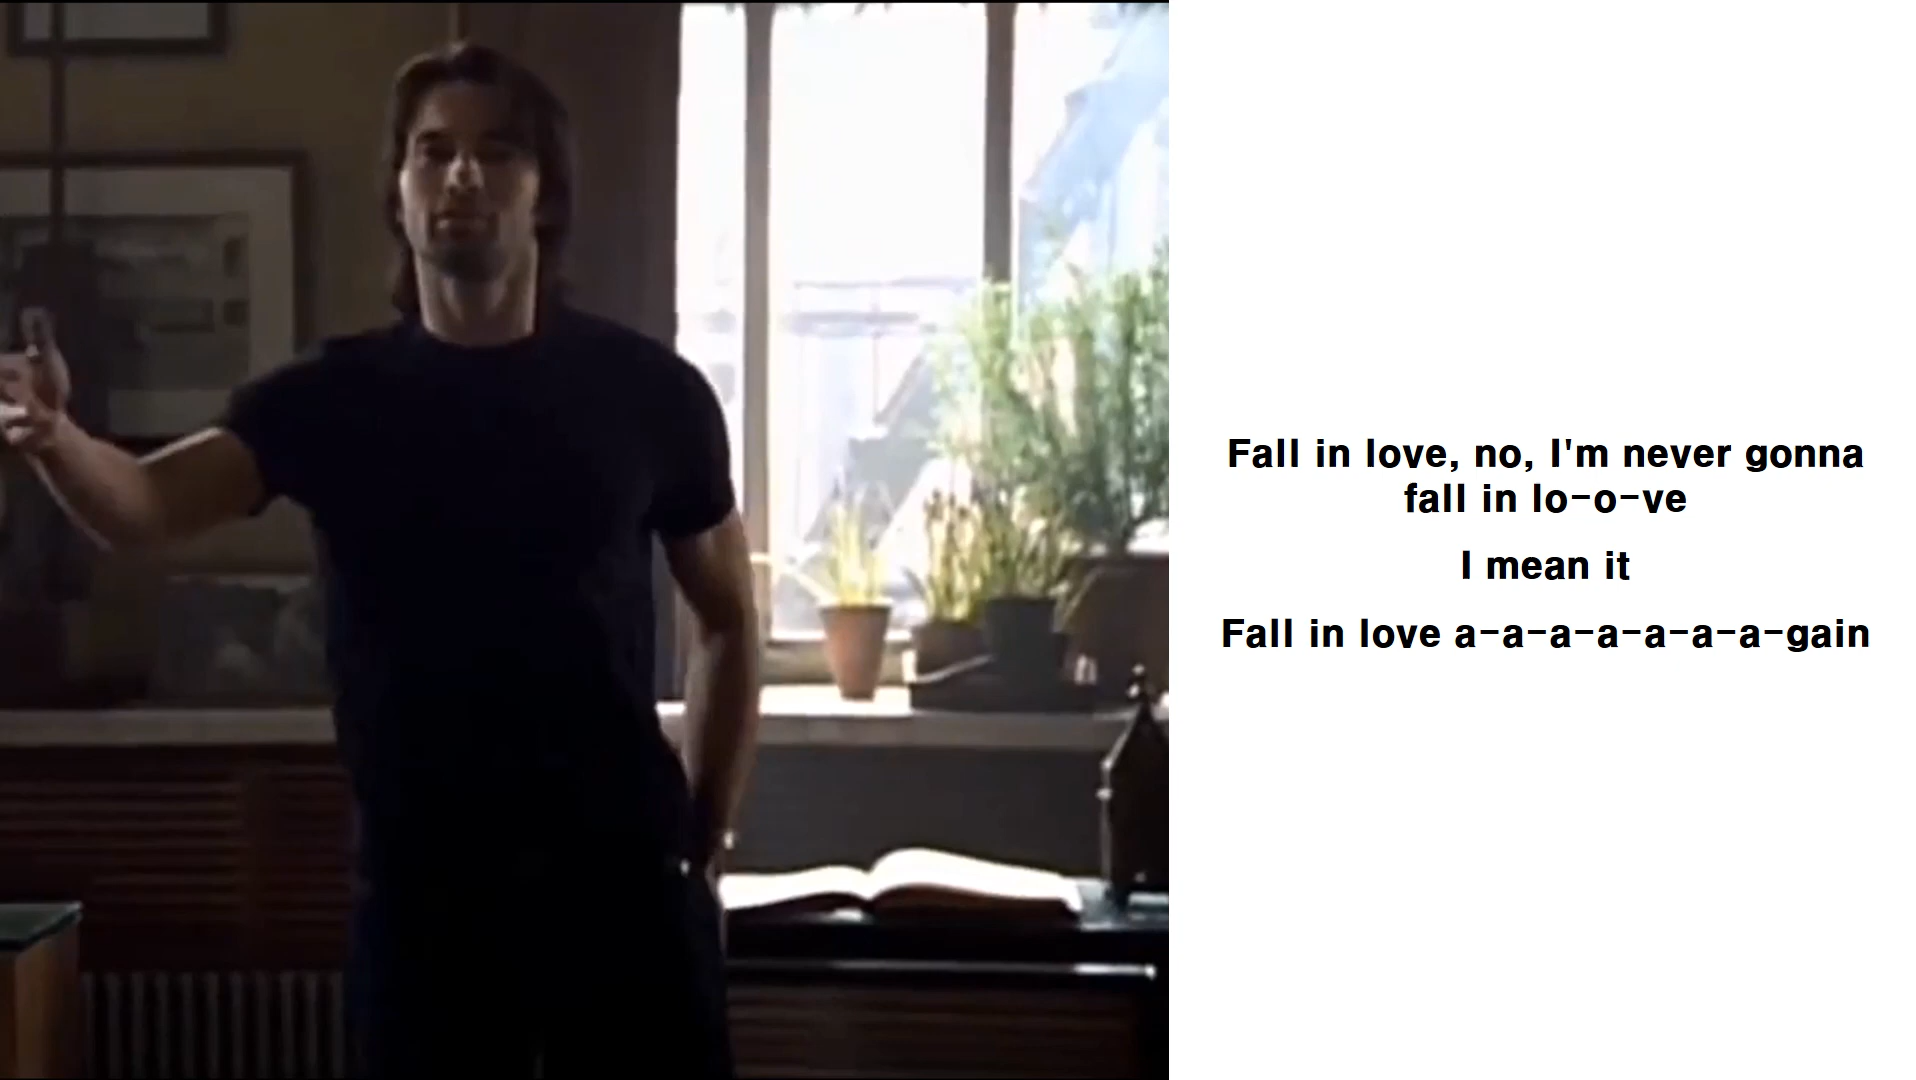 Fall in love, no, I'm never gonna
fall in lo-o-ve
I mean it
Fall in love a-a-a-a-a-a-a-gain